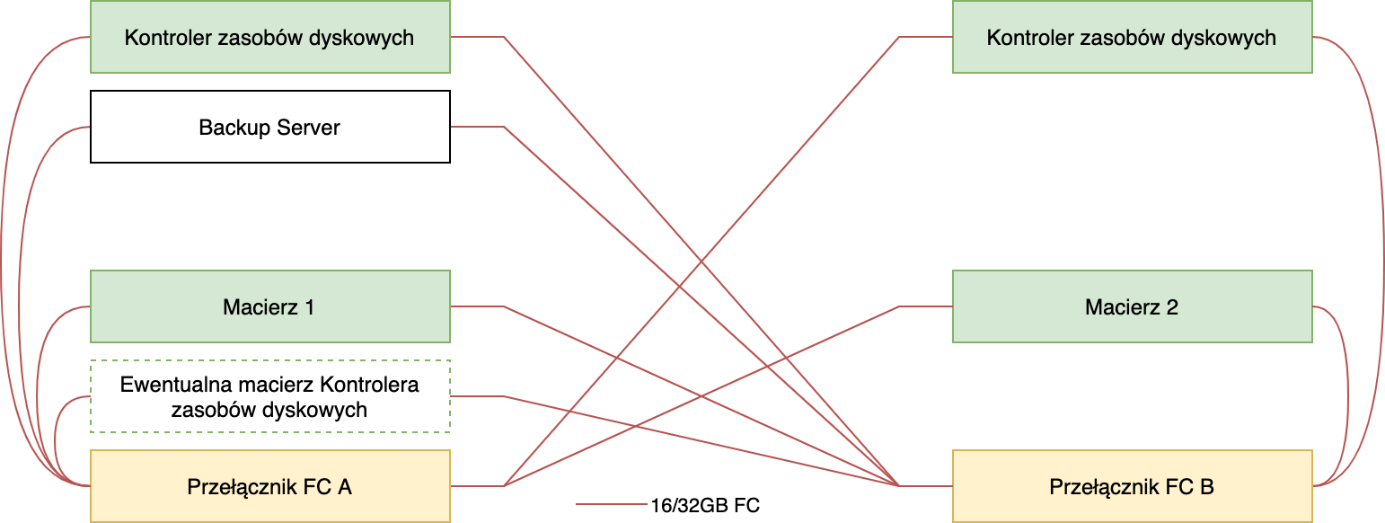 Kontroler zasobów dyskowych
Kontroler zasobów dyskowych
Backup Server
Macierz 1
Macierz 2
Ewentualna macierz Kontrolera
zasobów dyskowych
Przełącznik FC A
Przełącznik FC B
16/32GB FC